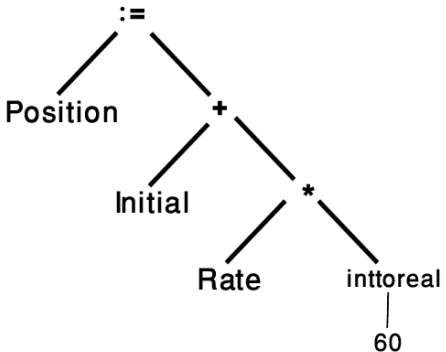 :=
Position
+
Initial
*
Rate
inttoreal
60